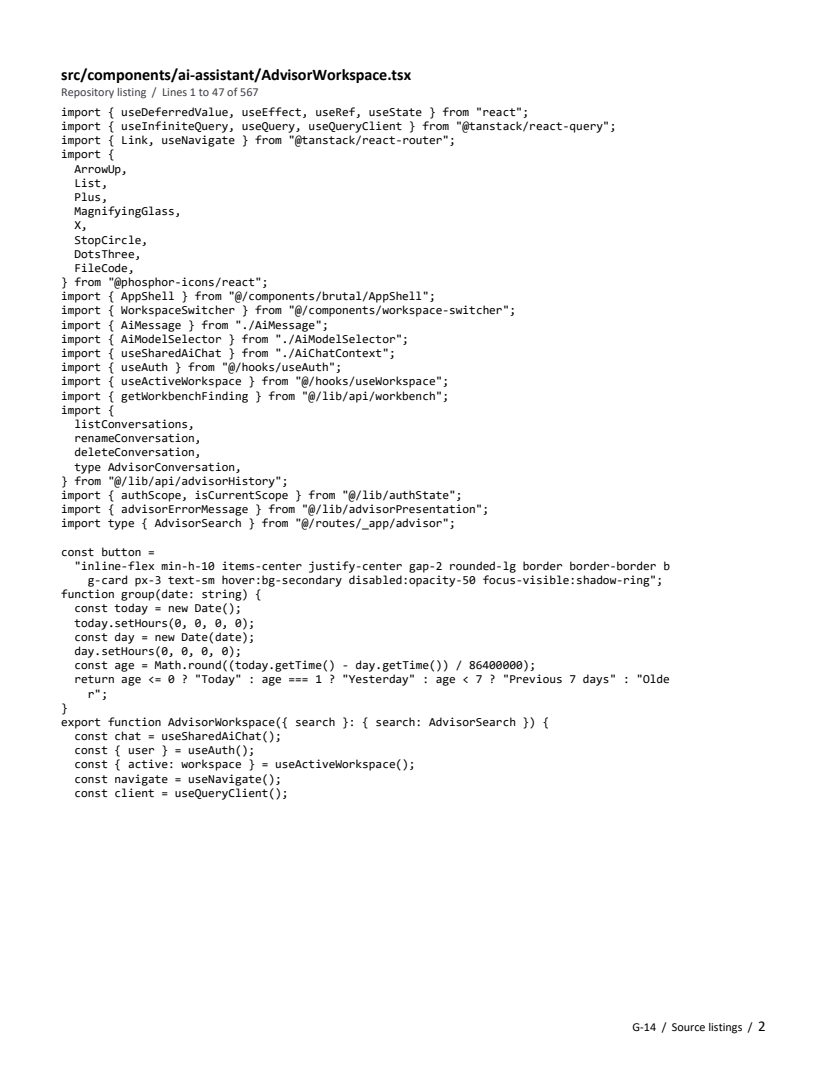 src/components/ai-assistant/AdvisorWorkspace.tsx
Repository listing / Lines 1 to 47 of 567
import { useDeferredValue, useEffect, useRef, useState } from "react";
import { useInfiniteQuery, useQuery, useQueryClient } from "@tanstack/react-query";
import { Link, useNavigate } from "@tanstack/react-router";
import {
  ArrowUp,
  List,
  Plus,
  MagnifyingGlass,
  X,
  StopCircle,
  DotsThree,
  FileCode,
} from "@phosphor-icons/react";
import { AppShell } from "@/components/brutal/AppShell";
import { WorkspaceSwitcher } from "@/components/workspace-switcher";
import { AiMessage } from "./AiMessage";
import { AiModelSelector } from "./AiModelSelector";
import { useSharedAiChat } from "./AiChatContext";
import { useAuth } from "@/hooks/useAuth";
import { useActiveWorkspace } from "@/hooks/useWorkspace";
import { getWorkbenchFinding } from "@/lib/api/workbench";
import {
  listConversations,
  renameConversation,
  deleteConversation,
  type AdvisorConversation,
} from "@/lib/api/advisorHistory";
import { authScope, isCurrentScope } from "@/lib/authState";
import { advisorErrorMessage } from "@/lib/advisorPresentation";
import type { AdvisorSearch } from "@/routes/_app/advisor";

const button =
  "inline-flex min-h-10 items-center justify-center gap-2 rounded-lg border border-border b
    g-card px-3 text-sm hover:bg-secondary disabled:opacity-50 focus-visible:shadow-ring";
function group(date: string) {
  const today = new Date();
  today.setHours(0, 0, 0, 0);
  const day = new Date(date);
  day.setHours(0, 0, 0, 0);
  const age = Math.round((today.getTime() - day.getTime()) / 86400000);
  return age <= 0 ? "Today" : age === 1 ? "Yesterday" : age < 7 ? "Previous 7 days" : "Olde
    r";
}
export function AdvisorWorkspace({ search }: { search: AdvisorSearch }) {
  const chat = useSharedAiChat();
  const { user } = useAuth();
  const { active: workspace } = useActiveWorkspace();
  const navigate = useNavigate();
  const client = useQueryClient();
G-14 / Source listings / 2